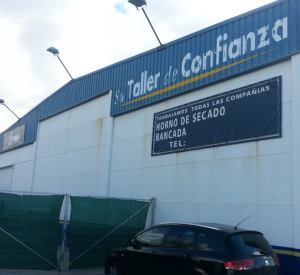 Su Taller de Confianza
TRABAJAMOS TODAS LAS COMPAÑIAS
HORNO DE SECADO
BANCADA
TEL: